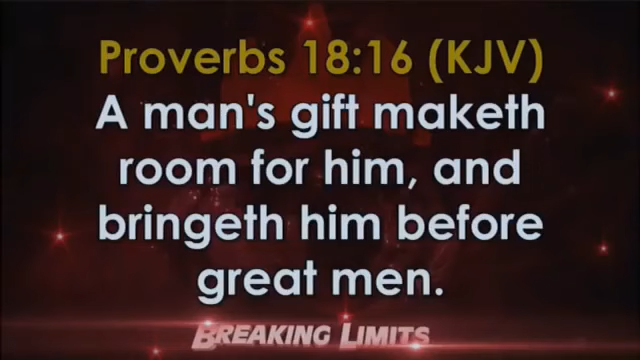 Proverbs 18:16 (KJV)
A man's gift maketh
room for him, and
bringeth him before
great men.
BREAKING LIMITS